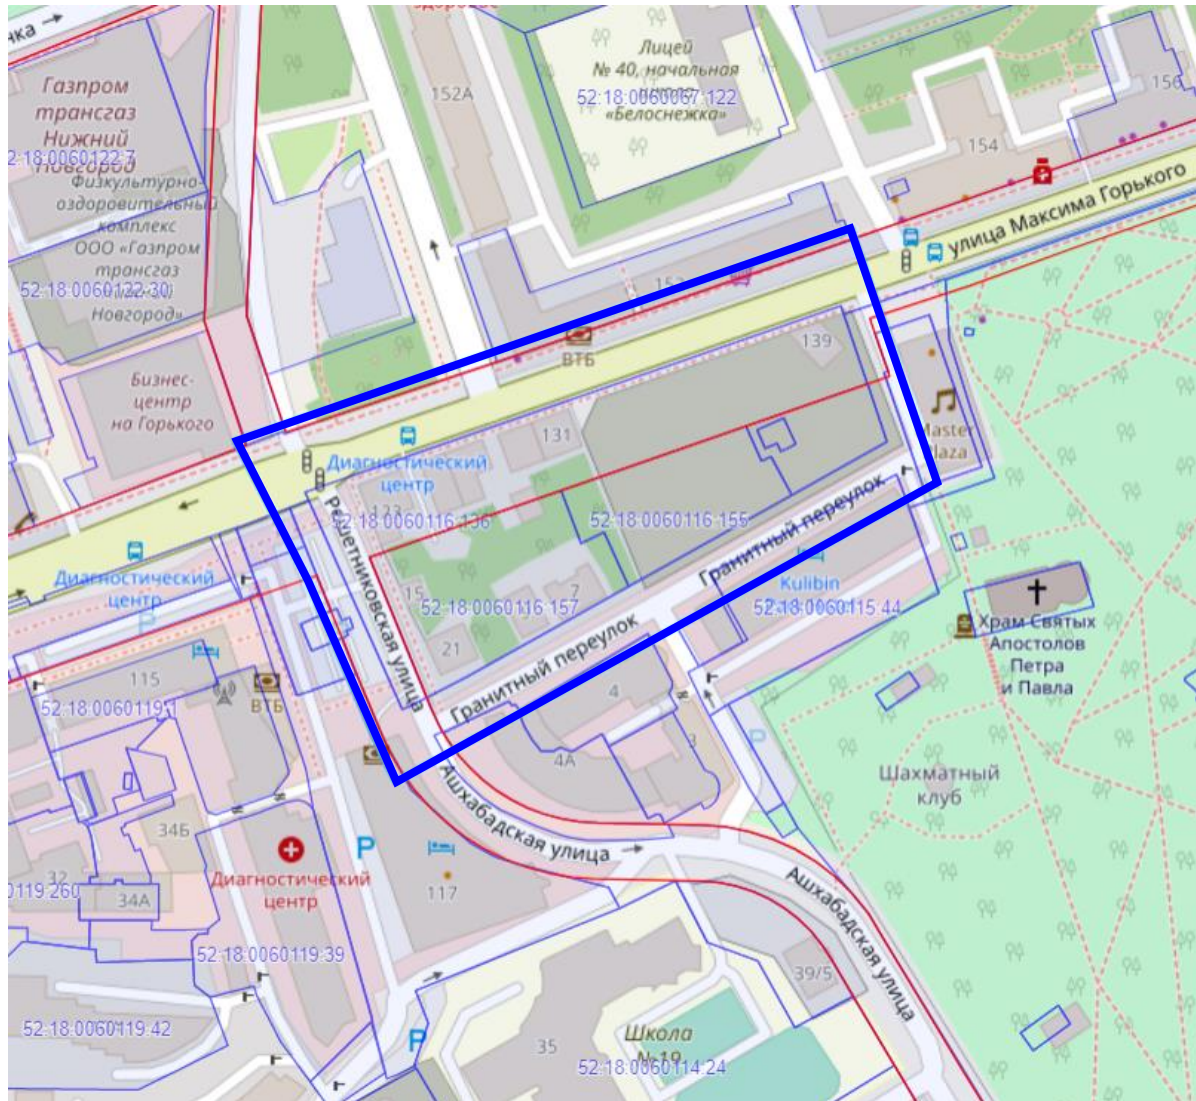 нка
здоровье
Газпром
трансгаз
Нижний
Новгород
52:18:0060122:7
Физкультурно-
оздоровительный
комплекс
ООО «Газпром
трансгаз
Новгород»
52:18:0060122:30
152А
Лицей
№ 40, начальная
школа
«Белоснежка»
52:18:0060067:122
156
154
улица Максима Горького
Бизнес-
центр
на Горького
ВТБ
139
131
Master
Plaza
Диагностический
центр
123
52:18:0060116:136
52:18:0060116:155
Решетниковская улица
Гранитный переулок
Kulibin
52:18:0060115:44
Диагностический
центр
P
15
7
52:18:0060116:157
21
Гранитный переулок
Храм Святых
Апостолов
Петра
и Павла
115
ВТБ
52:18:0060119:1
4
3
4А
P
Шахматный
клуб
Ашхабадская улица
34Б
P
Диагностический
центр
32
34А
0119:260
117
Ашхабадская улица
52:18:0060119:39
39/5
52:18:0060119:42
P
35
Школа
№19
52:18:0060114:24